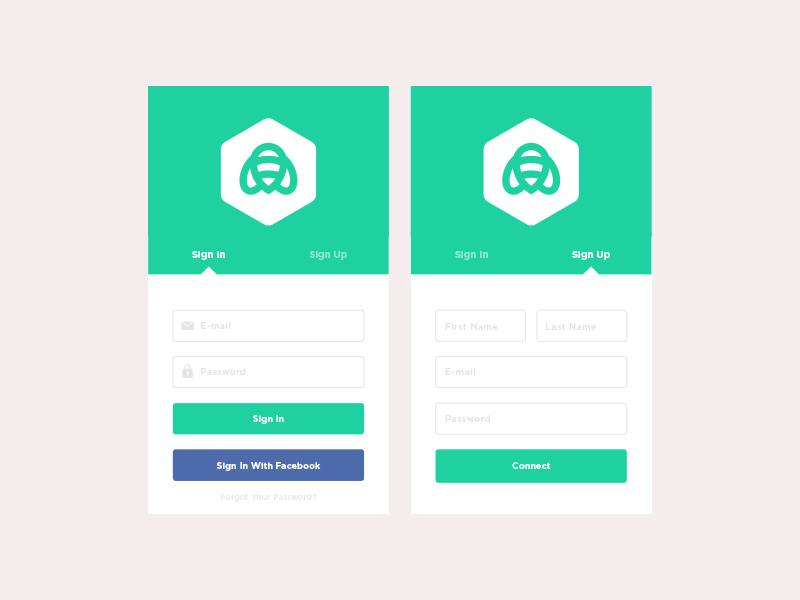 Sign In
Sign Up
E-mail
Password
Sign In
Sign In With Facebook
Forgot Your Password?
Sign In
Sign Up
First Name
Last Name
E-mail
Password
Connect